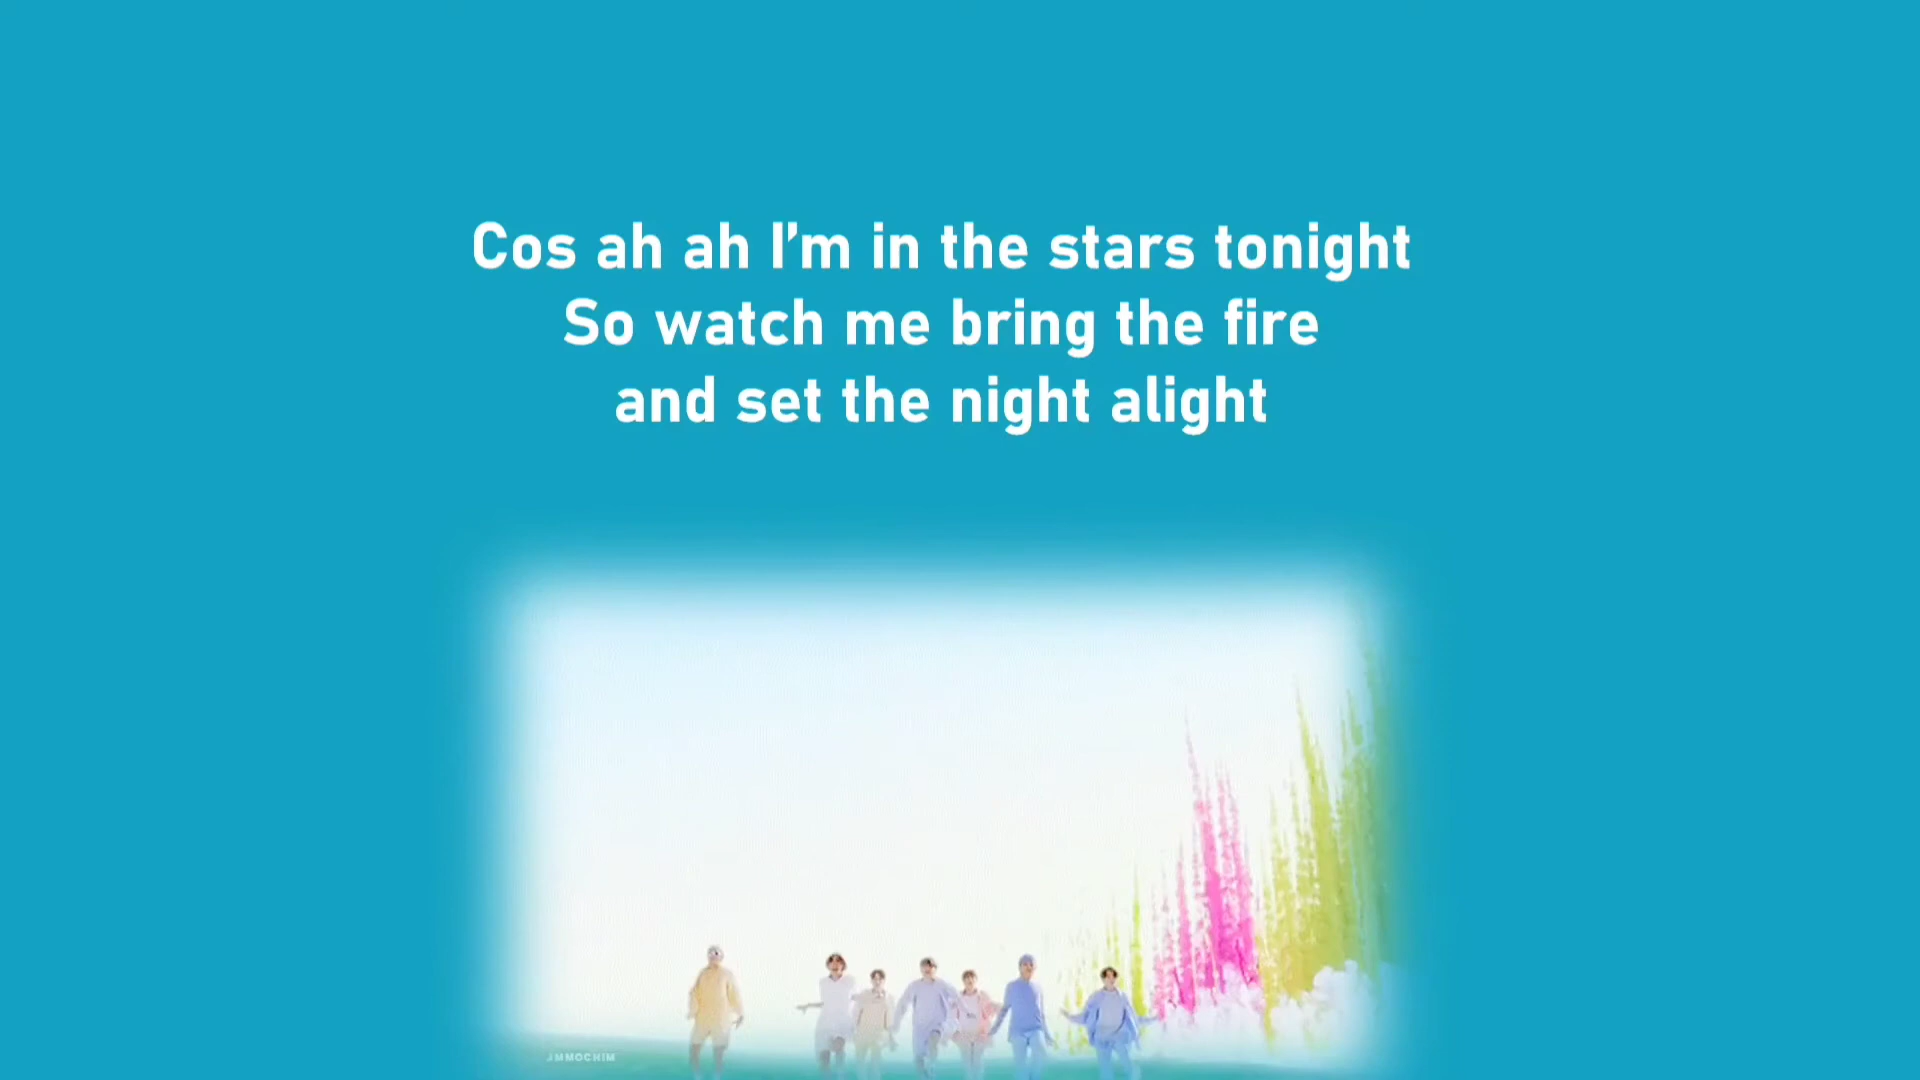 Cos ah ah I’m in the stars tonight
So watch me bring the fire
and set the night alight
JMMOCHIM